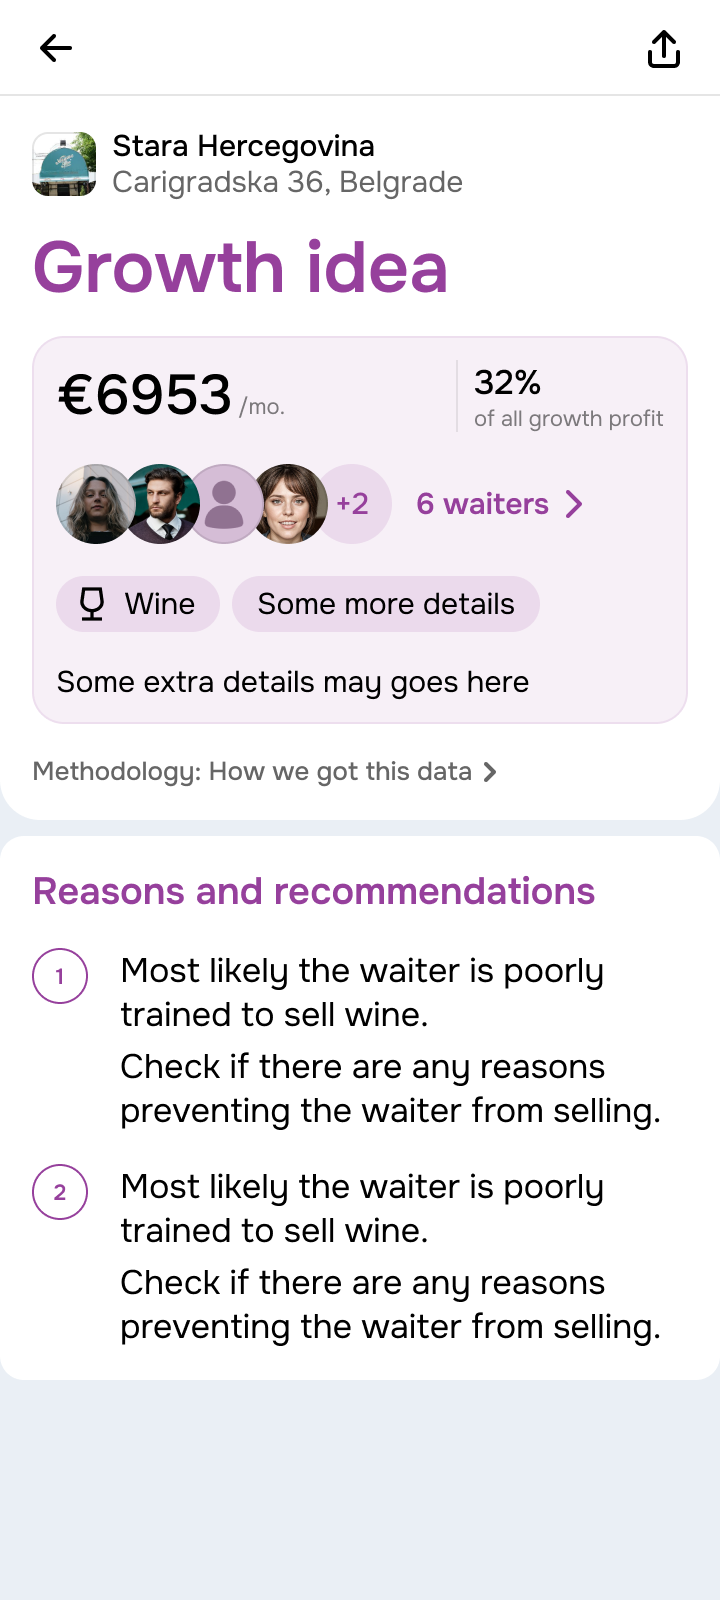 Stara Hercegovina
Carigradska 36, Belgrade
Growth idea
€6953 /mo.
32%
of all growth profit
+2
6 waiters
Wine
Some more details
Some extra details may goes here
Methodology: How we got this data
Reasons and recommendations
1
Most likely the waiter is poorly
trained to sell wine.
Check if there are any reasons
preventing the waiter from selling.
2
Most likely the waiter is poorly
trained to sell wine.
Check if there are any reasons
preventing the waiter from selling.